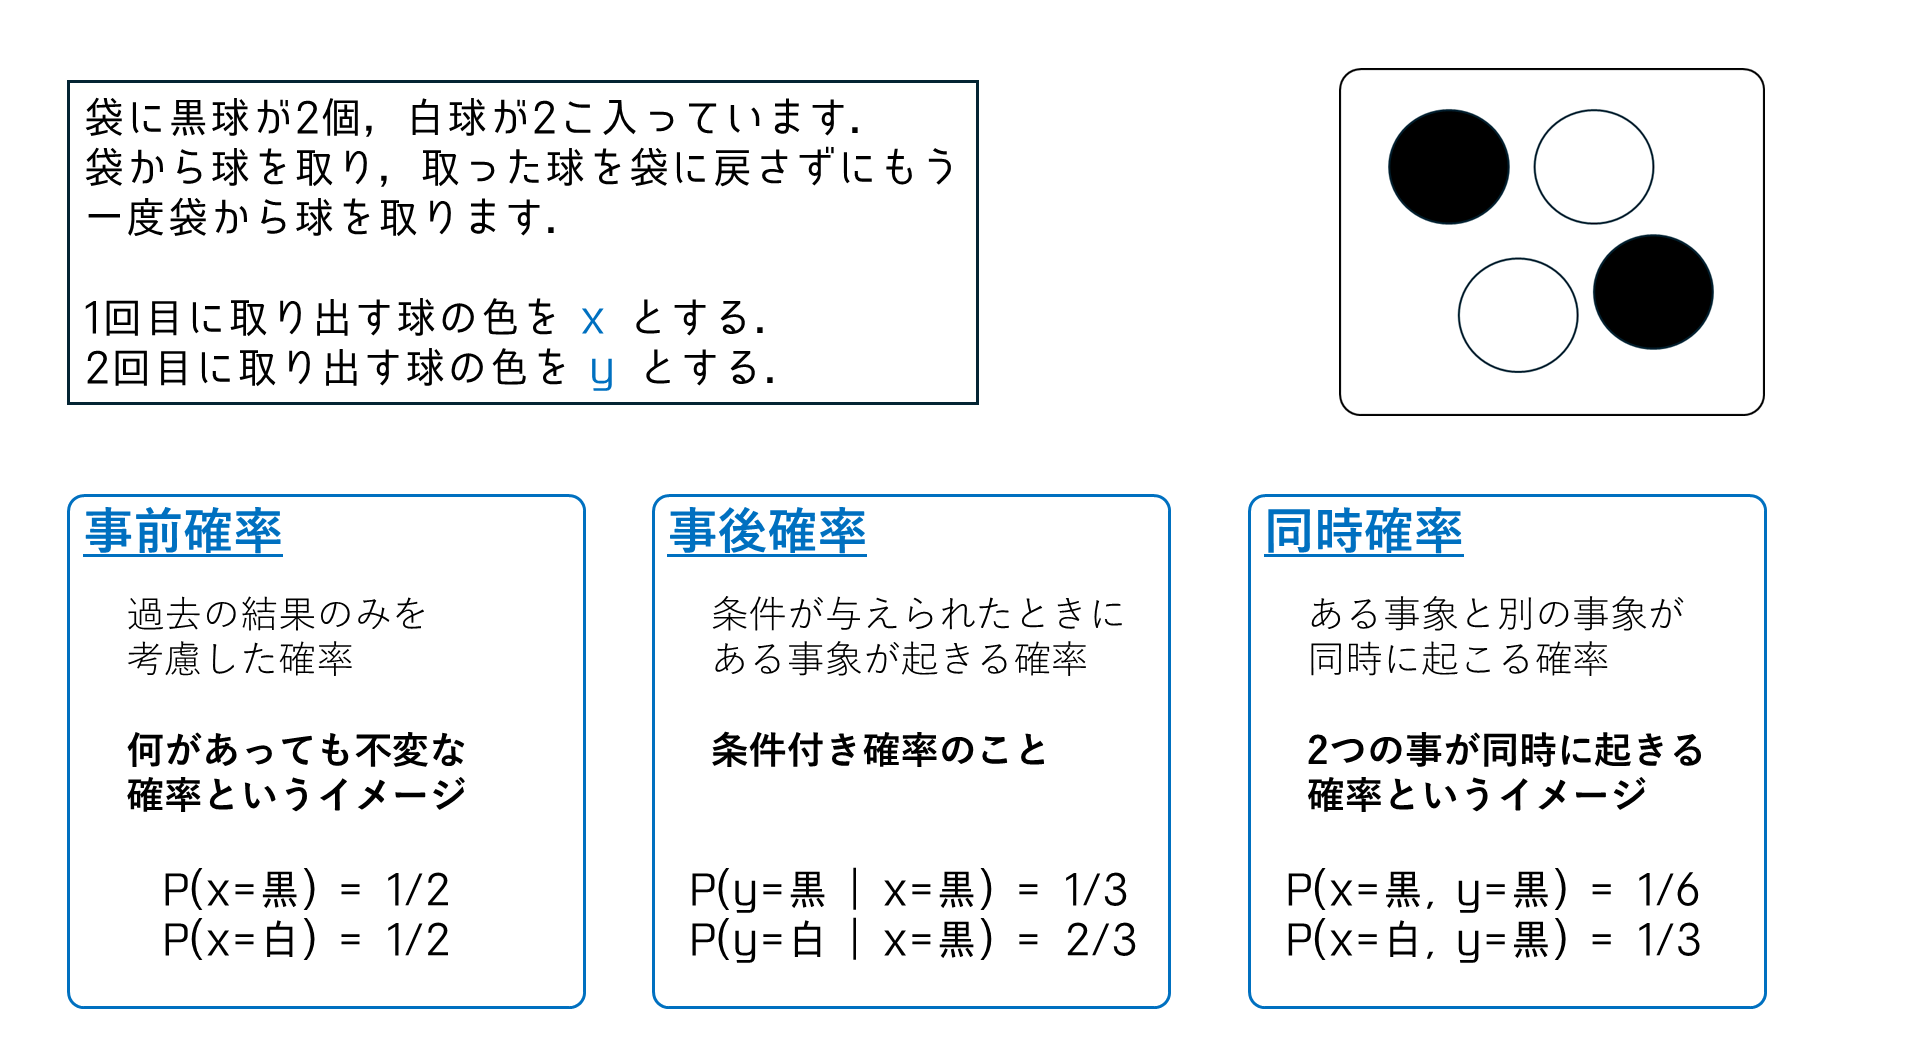 袋に黒球が2個，白球が2こ入っています．
袋から球を取り，取った球を袋に戻さずにもう
一度袋から球を取ります．
1回目に取り出す球の色を x とする．
2回目に取り出す球の色を y とする．
事前確率
過去の結果のみを
考慮した確率
何があっても不変な
確率というイメージ
P(x=黒) = 1/2
P(x=白) = 1/2
事後確率
条件が与えられたときに
ある事象が起きる確率
条件付き確率のこと
P(y=黒 | x=黒) = 1/3
P(y=白 | x=黒) = 2/3
同時確率
ある事象と別の事象が
同時に起こる確率
2つの事が同時に起きる
確率というイメージ
P(x=黒, y=黒) = 1/6
P(x=白, y=黒) = 1/3